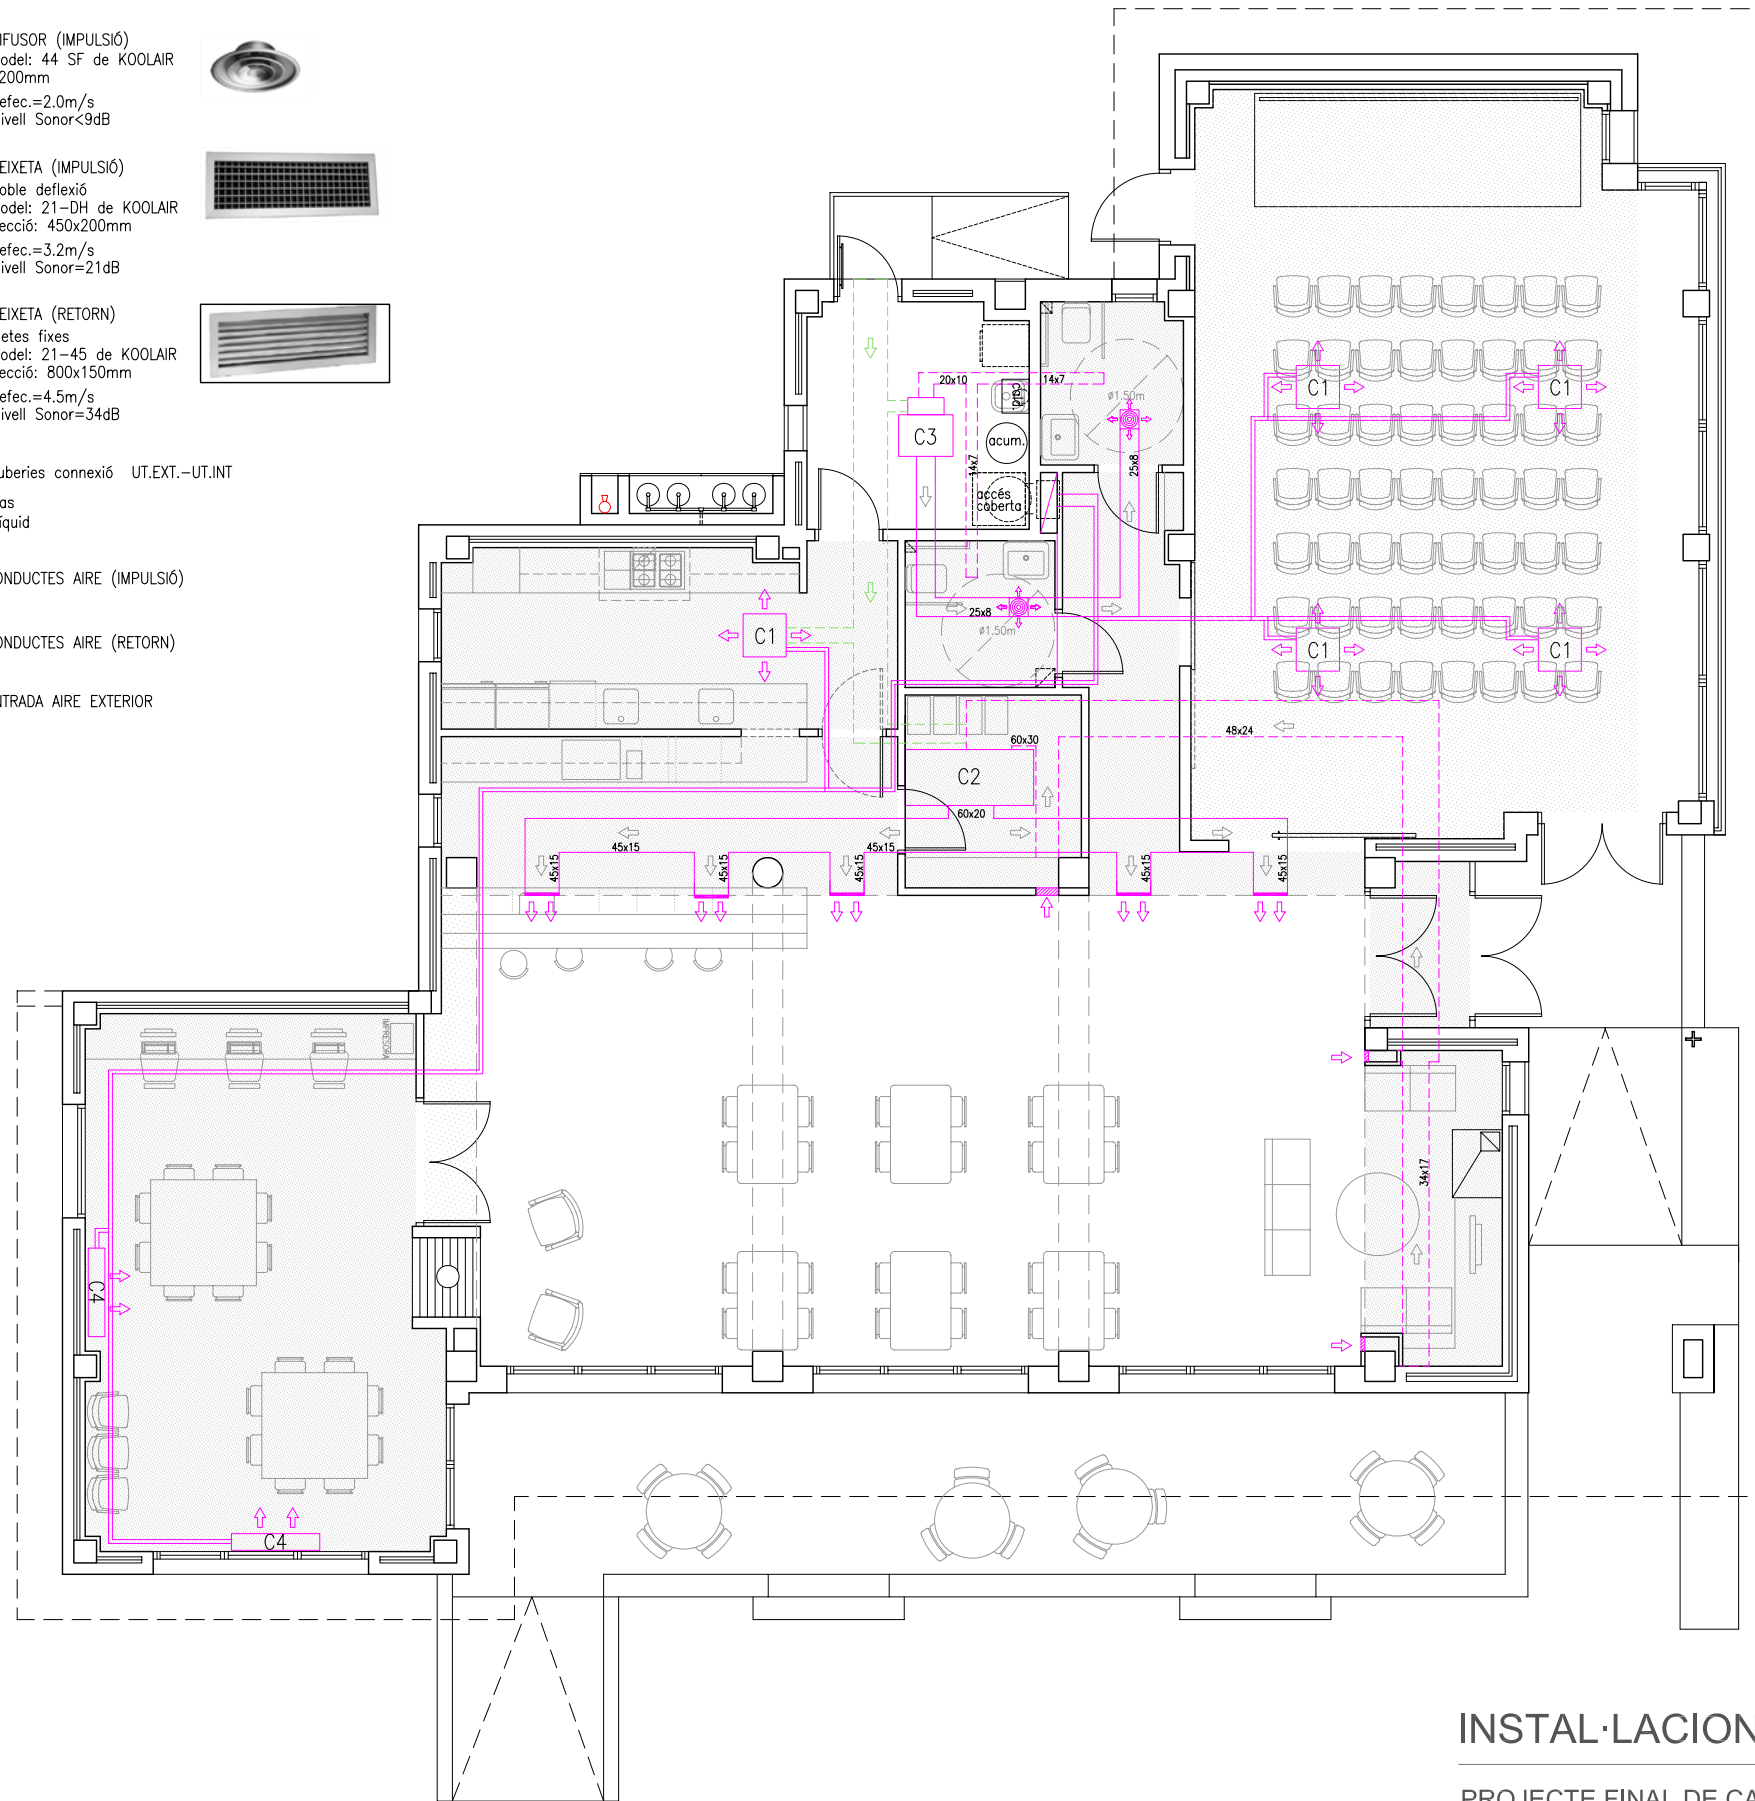 IFUSOR (IMPULSIÓ)
odel: 44 SF de KOOLAIR
200mm
efec.=2.0m/s
ivell Sonor<9dB
EIXETA (IMPULSIÓ)
oble deflexió
odel: 21-DH de KOOLAIR
ecció: 450x200mm
efec.=3.2m/s
ivell Sonor=21dB
EIXETA (RETORN)
etes fixes
odel: 21-45 de KOOLAIR
ecció: 800x150mm
efec.=4.5m/s
ivell Sonor=34dB
uberies connexió UT.EXT.-UT.INT
as
íquid
ONDUCTES AIRE (IMPULSIÓ)
ONDUCTES AIRE (RETORN)
NTRADA AIRE EXTERIOR
20x10
14x7
ø1.50m
C1
C1
C3
acum.
14x7
25x8
accés
coberta
25x8
ø1.50m
C1
C1
C1
48x24
60x30
C2
60x20
45x15
45x15
45x15
45x15
45x15
45x15
45x15
IMPRESORA
34x17
C4
C4
INSTAL·LACION
PROJECTE FINAL DE CA